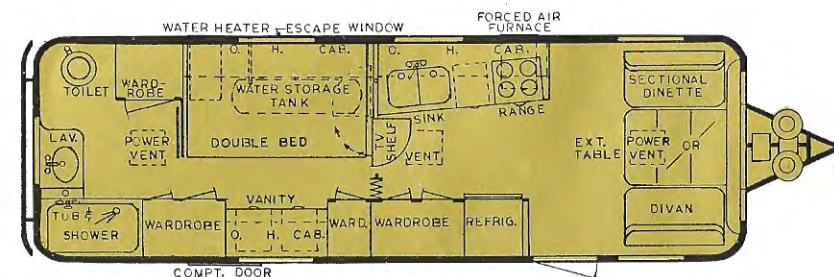 WATER HEATER
ESCAPE WINDOW
FORCED AIR
FURNACE
TOILET
WARD-
ROBE
O. H. CAB.
WATER STORAGE
TANK
O. H. CAB.
SINK
RANGE
SECTIONAL
DINETTE
LAV.
POWER
VENT
DOUBLE BED
TV
SHELF
VENT
EXT.
TABLE
POWER
VENT
OR
VANITY
TUB &
SHOWER
WARDROBE
O. H. CAB.
WARD.
WARDROBE
REFRIG.
DIVAN
COMPT. DOOR